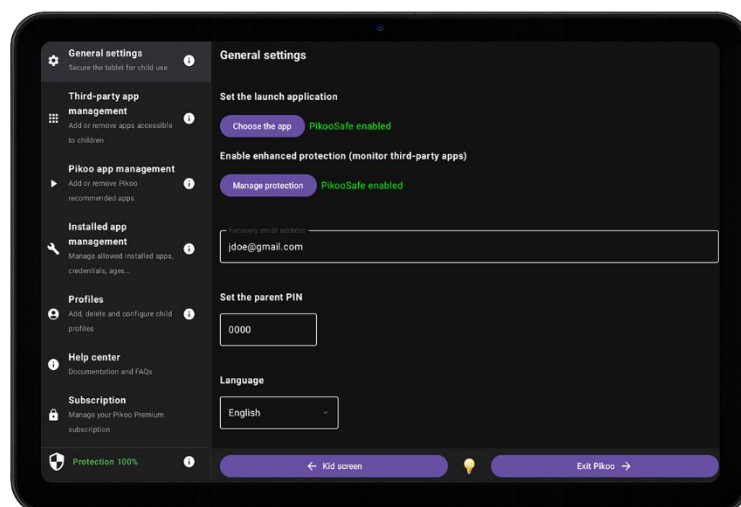 General settings
Secure the tablet for child use
Third-party app
management
Add or remove apps accessible
to children
Pikoo app management
Add or remove Pikoo
recommended apps
Installed app
management
Manage allowed installed apps,
credentials, ages...
Profiles
Add, delete and configure child
profiles
Help center
Documentation and FAQs
Subscription
Manage your Pikoo Premium
subscription
Protection 100%
General settings
Set the launch application
Choose the app PikooSafe enabled
Enable enhanced protection (monitor third-party apps)
Manage protection PikooSafe enabled
Recovery email address
jdoe@gmail.com
Set the parent PIN
0000
Language
English
← Kid screen
Exit Pikoo →